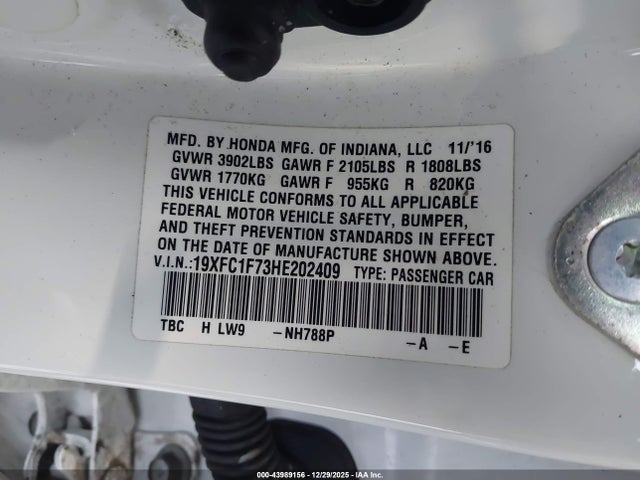 MFD. BY HONDA MFG. OF INDIANA, LLC 11/'16
GVWR 3902LBS GAWR F 2105LBS R 1808LBS
GVWR 1770KG GAWR F 955KG R 820KG
THIS VEHICLE CONFORMS TO ALL APPLICABLE
FEDERAL MOTOR VEHICLE SAFETY, BUMPER,
AND THEFT PREVENTION STANDARDS IN EFFECT
ON THE DATE OF MANUFACTURE SHOWN ABOVE.
V.I.N.:19XFC1F73HE202409 TYPE: PASSENGER CAR
TBC H LW9 -NH788P -A -E
000-43989156 - 12/29/2025 - IAA Inc.